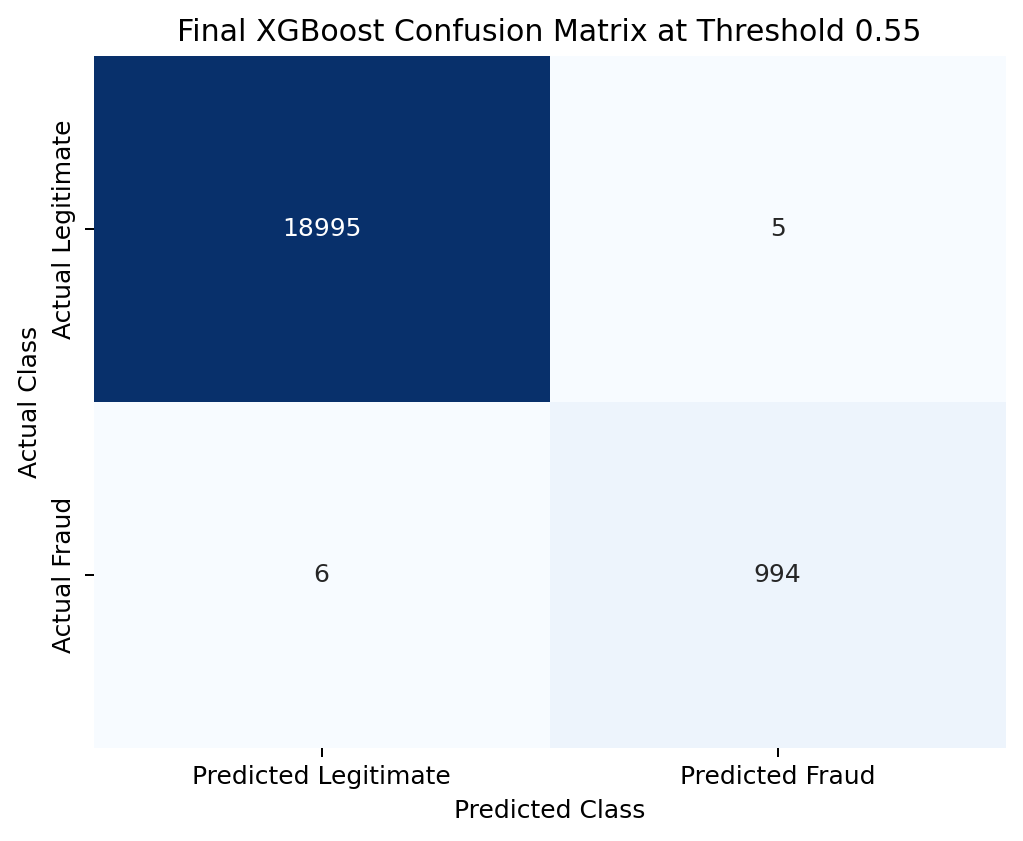 Final XGBoost Confusion Matrix at Threshold 0.55
Actual Class
Actual Legitimate
18995
5
Actual Fraud
6
994
Predicted Legitimate
Predicted Fraud
Predicted Class